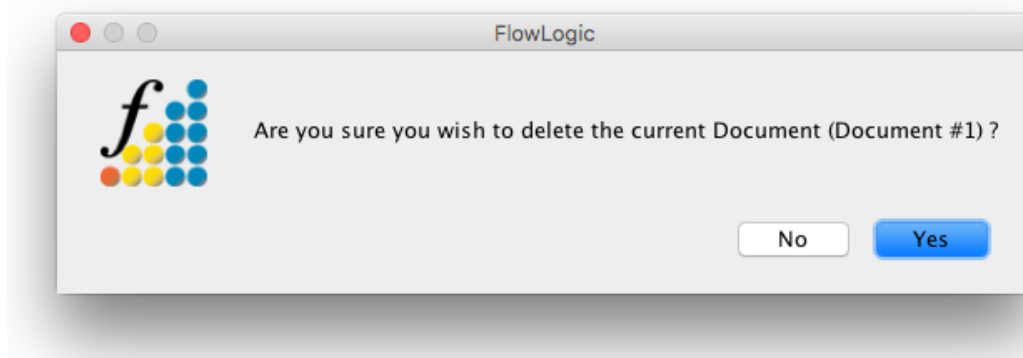 FlowLogic
f
Are you sure you wish to delete the current Document (Document #1) ?
No Yes